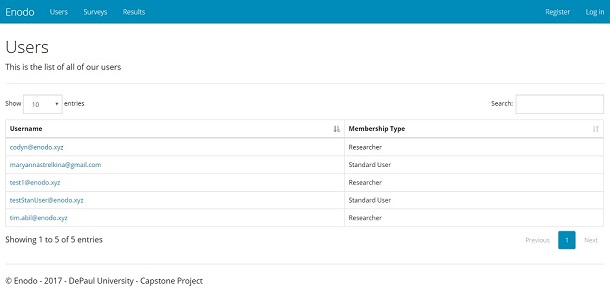 Enodo Users Surveys Results Register Log in
Users
This is the list of all of our users
Show 10 entries Search:
Username Membership Type
codyn@enodo.xyz Researcher
maryannastrelkina@gmail.com Standard User
test1@enodo.xyz Researcher
testStanUser@enodo.xyz Standard User
tim.abil@enodo.xyz Researcher
Showing 1 to 5 of 5 entries Previous 1 Next
© Enodo - 2017 - DePaul University - Capstone Project